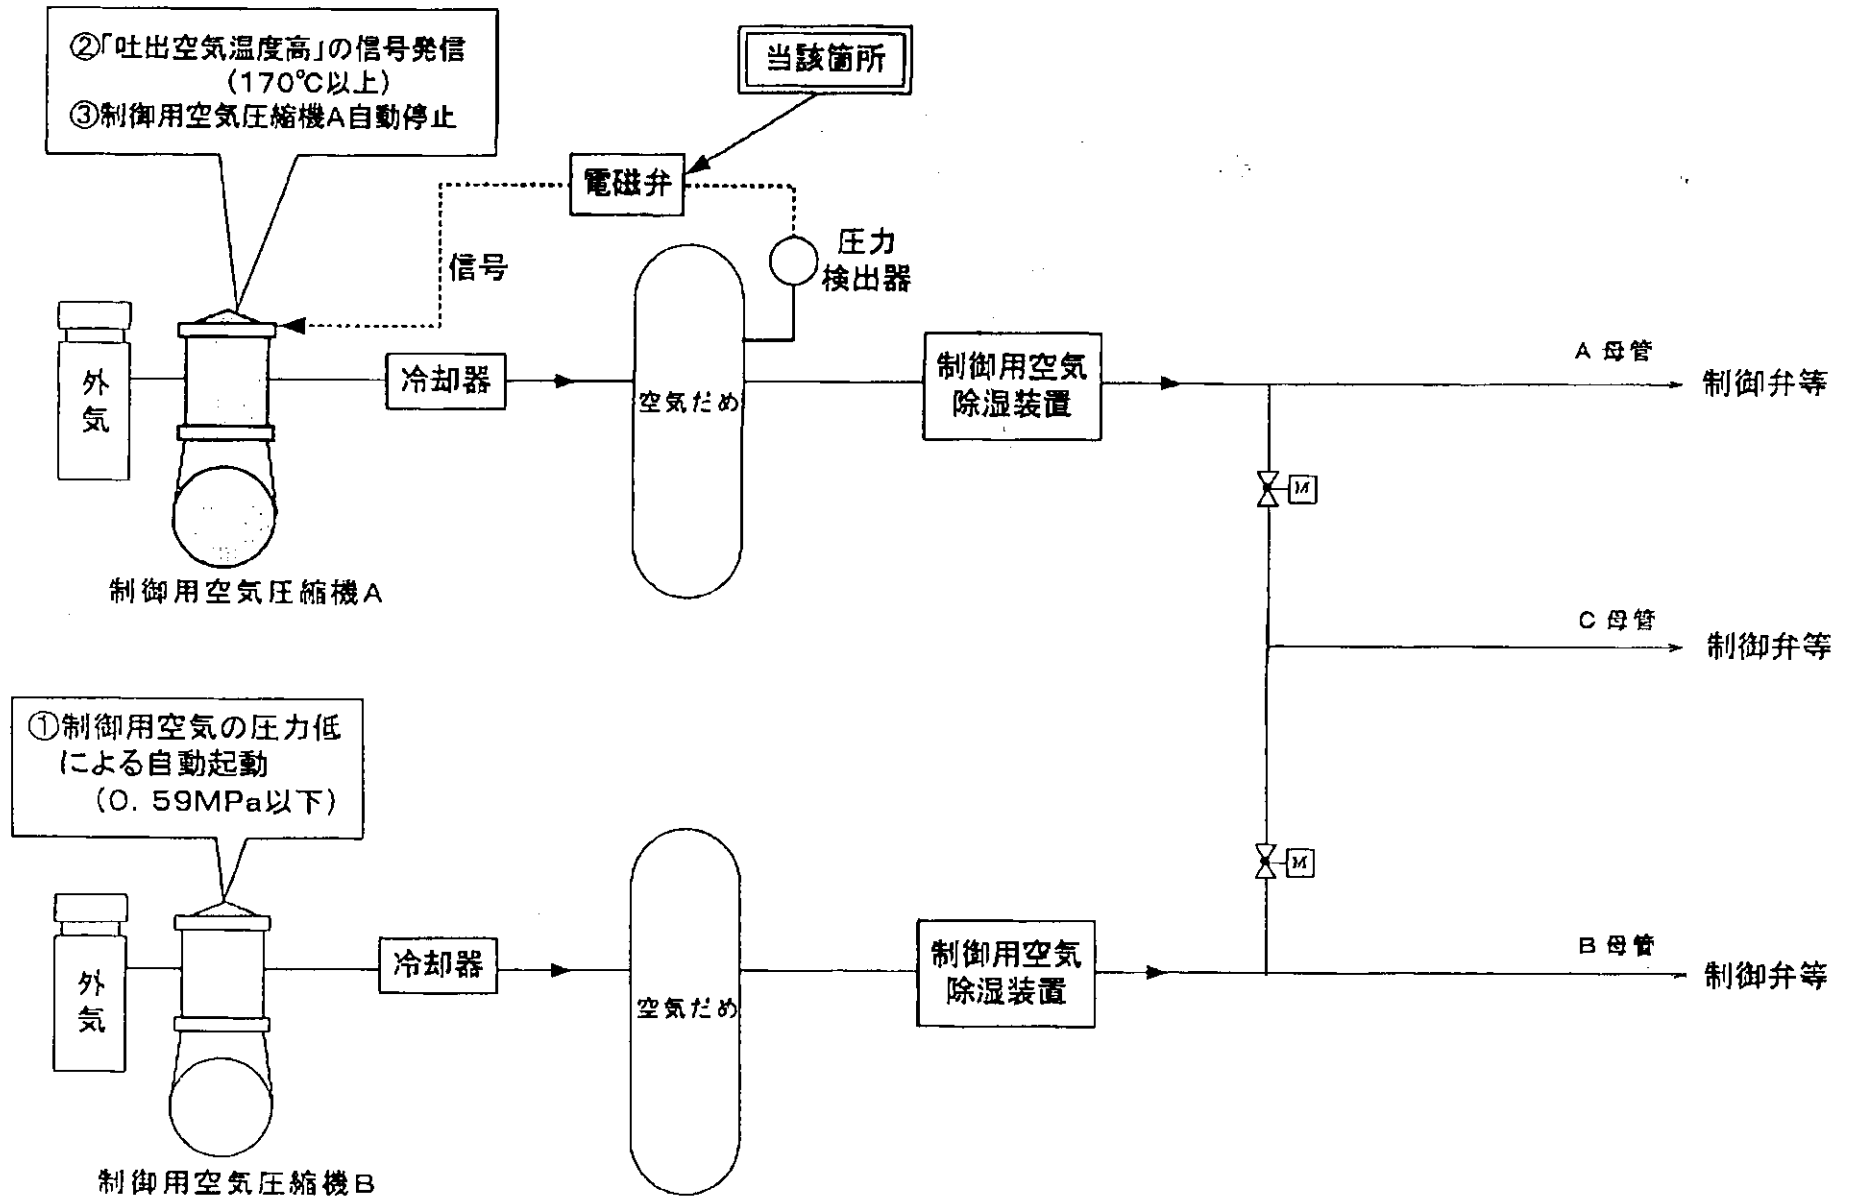 ②「吐出空気温度高」の信号発信
(170℃以上)
③制御用空気圧縮機A自動停止
当該箇所
電磁弁
信号
圧力
検出器
外気
冷却器
空気だめ
制御用空気
除湿装置
A 母管
制御弁等
M
制御用空気圧縮機A
C 母管
制御弁等
①制御用空気の圧力低
による自動起動
(0. 59MPa以下)
M
外気
冷却器
空気だめ
制御用空気
除湿装置
B 母管
制御弁等
制御用空気圧縮機B